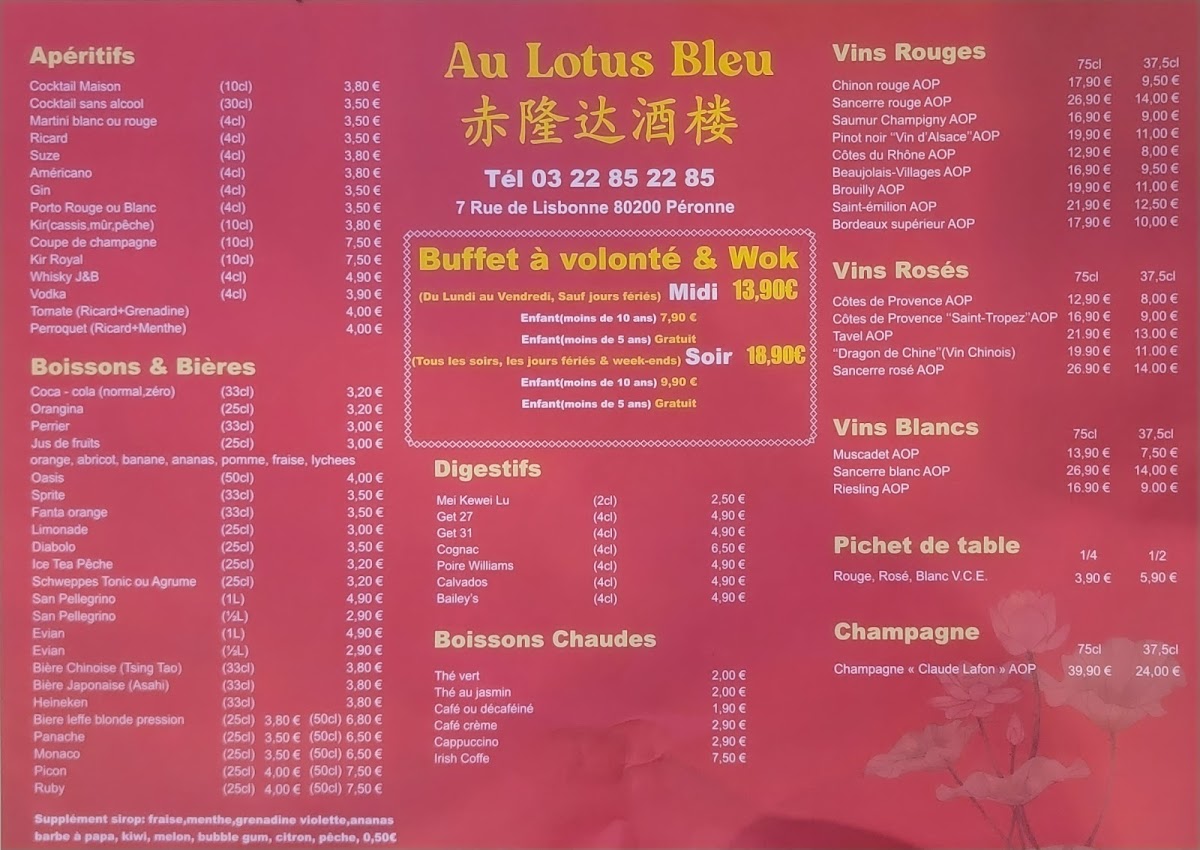 Apéritifs
Cocktail Maison (10cl) 3,80 €
Cocktail sans alcool (30cl) 3,50 €
Martini blanc ou rouge (4cl) 3,50 €
Ricard (4cl) 3,50 €
Suze (4cl) 3,80 €
Américano (4cl) 3,80 €
Gin (4cl) 3,50 €
Porto Rouge ou Blanc (4cl) 3,50 €
Kir(cassis,mûr,pêche) (10cl) 3,80 €
Coupe de champagne (10cl) 7,50 €
Kir Royal (10cl) 7,50 €
Whisky J&B (4cl) 4,90 €
Vodka (4cl) 3,90 €
Tomate (Ricard+Grenadine) 4,00 €
Perroquet (Ricard+Menthe) 4,00 €
Boissons & Bières
Coca - cola (normal,zéro) (33cl) 3,20 €
Orangina (25cl) 3,20 €
Perrier (33cl) 3,00 €
Jus de fruits (25cl) 3,00 €
orange, abricot, banane, ananas, pomme, fraise, lychees
Oasis (50cl) 4,00 €
Sprite (33cl) 3,50 €
Fanta orange (33cl) 3,50 €
Limonade (25cl) 3,00 €
Diabolo (25cl) 3,50 €
Ice Tea Pêche (25cl) 3,20 €
Schweppes Tonic ou Agrume (25cl) 3,20 €
San Pellegrino (1L) 4,90 €
San Pellegrino (½L) 2,90 €
Evian (1L) 4,90 €
Evian (½L) 2,90 €
Bière Chinoise (Tsing Tao) (33cl) 3,80 €
Bière Japonaise (Asahi) (33cl) 3,80 €
Heineken (33cl) 3,80 €
Biere leffe blonde pression (25cl) 3,80 € (50cl) 6,80 €
Panache (25cl) 3,50 € (50cl) 6,50 €
Monaco (25cl) 3,50 € (50cl) 6,50 €
Picon (25cl) 4,00 € (50cl) 7,50 €
Ruby (25cl) 4,00 € (50cl) 7,50 €
Supplément sirop: fraise,menthe,grenadine violette,ananas
barbe à papa, kiwi, melon, bubble gum, citron, pêche, 0,50€
Au Lotus Bleu
赤隆达酒楼
Tél 03 22 85 22 85
7 Rue de Lisbonne 80200 Péronne
Buffet à volonté & Wok
(Du Lundi au Vendredi, Sauf jours fériés) Midi 13,90€
Enfant(moins de 10 ans) 7,90 €
Enfant(moins de 5 ans) Gratuit
(Tous les soirs, les jours fériés & week-ends) Soir 18,90€
Enfant(moins de 10 ans) 9,90 €
Enfant(moins de 5 ans) Gratuit
Digestifs
Mei Kewei Lu (2cl) 2,50 €
Get 27 (4cl) 4,90 €
Get 31 (4cl) 4,90 €
Cognac (4cl) 6,50 €
Poire Williams (4cl) 4,90 €
Calvados (4cl) 4,90 €
Bailey's (4cl) 4,90 €
Boissons Chaudes
Thé vert 2,00 €
Thé au jasmin 2,00 €
Café ou décaféiné 1,90 €
Café crème 2,90 €
Cappuccino 2,90 €
Irish Coffe 7,50 €
Vins Rouges
75cl 37,5cl
Chinon rouge AOP 17,90 € 9,50 €
Sancerre rouge AOP 26,90 € 14,00 €
Saumur Champigny AOP 16,90 € 9,00 €
Pinot noir "Vin d'Alsace"AOP 19,90 € 11,00 €
Côtes du Rhône AOP 12,90 € 8,00 €
Beaujolais-Villages AOP 16,90 € 9,50 €
Brouilly AOP 19,90 € 11,00 €
Saint-émilion AOP 21,90 € 12,50 €
Bordeaux supérieur AOP 17,90 € 10,00 €
Vins Rosés
75cl 37,5cl
Côtes de Provence AOP 12,90 € 8,00 €
Côtes de Provence "Saint-Tropez"AOP 16,90 € 9,00 €
Tavel AOP 21.90 € 13.00 €
"Dragon de Chine"(Vin Chinois) 19.90 € 11.00 €
Sancerre rosé AOP 26.90 € 14.00 €
Vins Blancs
75cl 37,5cl
Muscadet AOP 13,90 € 7,50 €
Sancerre blanc AOP 26,90 € 14,00 €
Riesling AOP 16.90 € 9.00 €
Pichet de table
1/4 1/2
Rouge, Rosé, Blanc V.C.E. 3,90 € 5,90 €
Champagne
75cl 37,5cl
Champagne « Claude Lafon » AOP 39,90 € 24,00 €